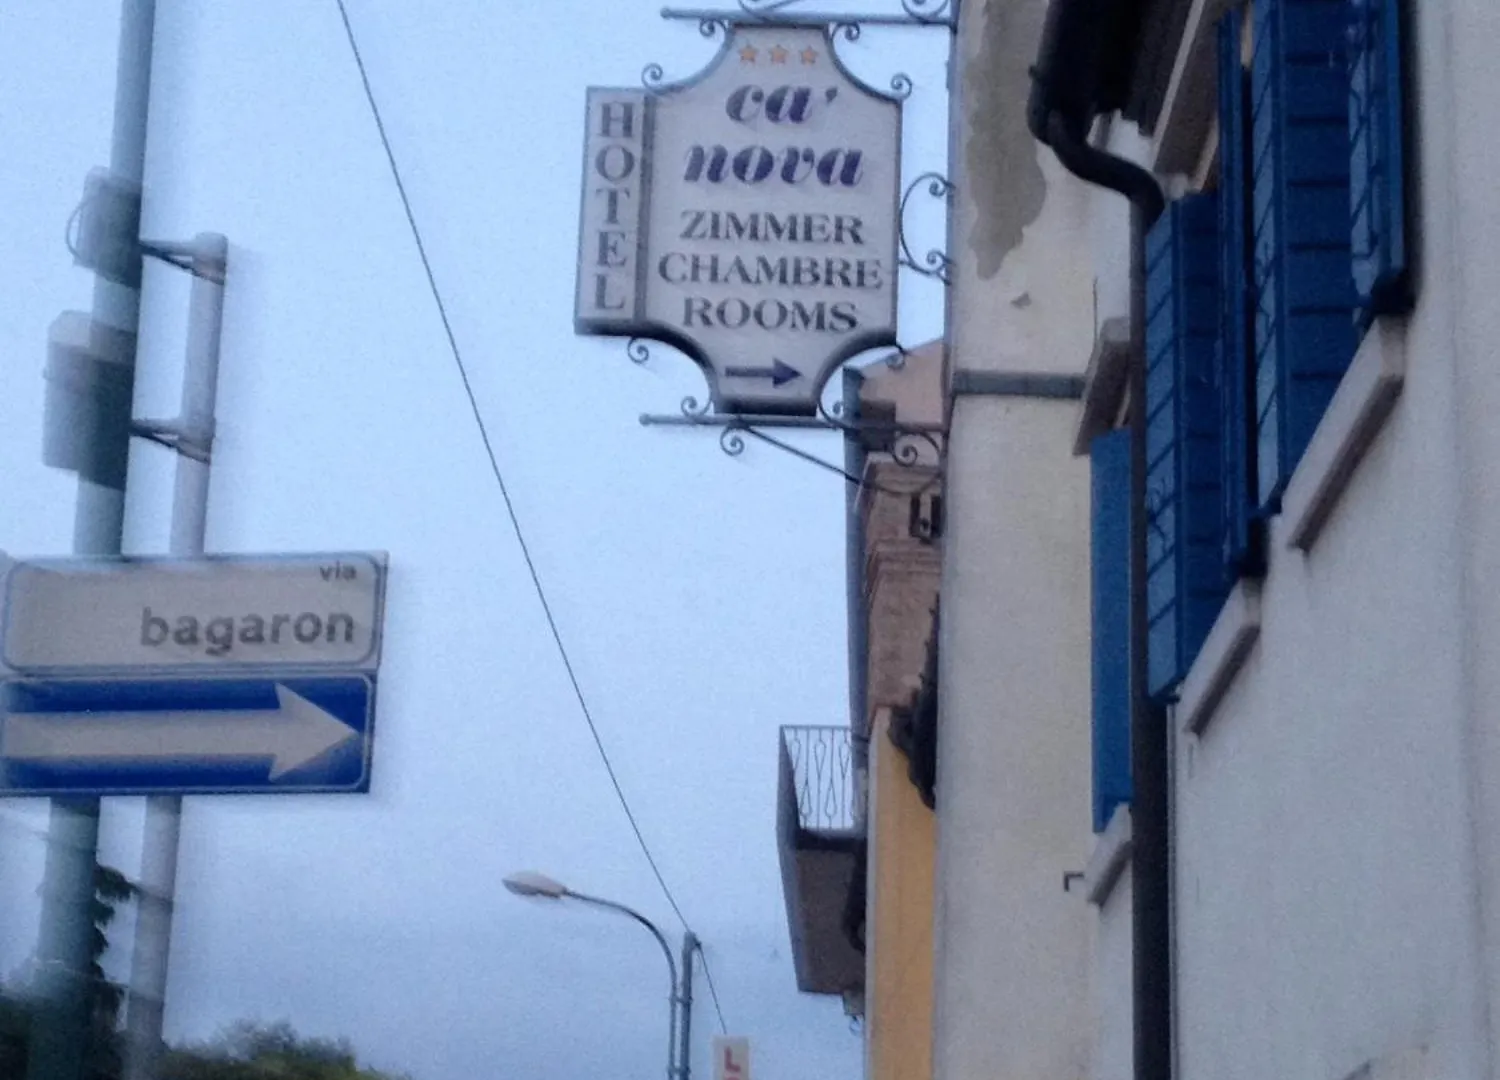 HOTEL
ca'
nova
ZIMMER
CHAMBRE
ROOMS
via
bagaron
L